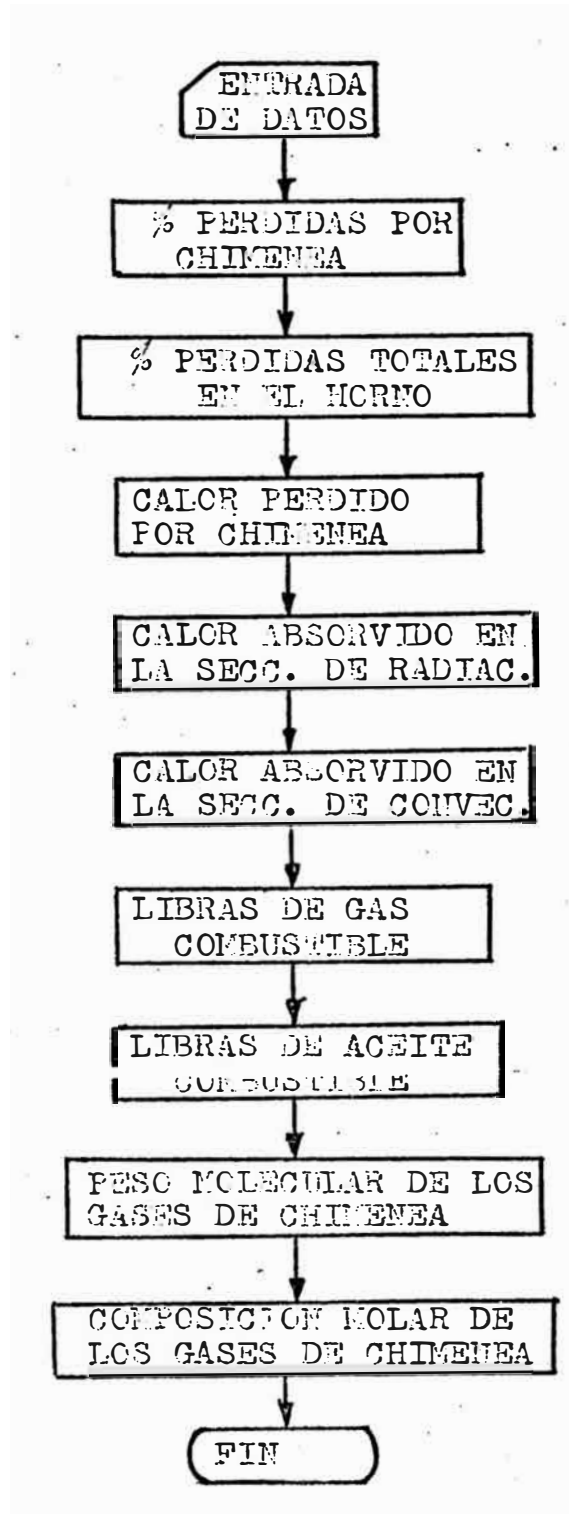 ENTRADA
DE DATOS
% PERDIDAS POR
CHIMENEA
% PERDIDAS TOTALES
EN EL HORNO
CALOR PERDIDO
POR CHIMENEA
CALOR ABSORVIDO EN
LA SECC. DE RADIAC.
CALOR ABSORVIDO EN
LA SECC. DE CONVEC.
LIBRAS DE GAS
COMBUSTIBLE
LIBRAS DE ACEITE
COMBUSTIBLE
PESO MOLECULAR DE LOS
GASES DE CHIMENEA
COMPOSICION MOLAR DE
LOS GASES DE CHIMENEA
FIN